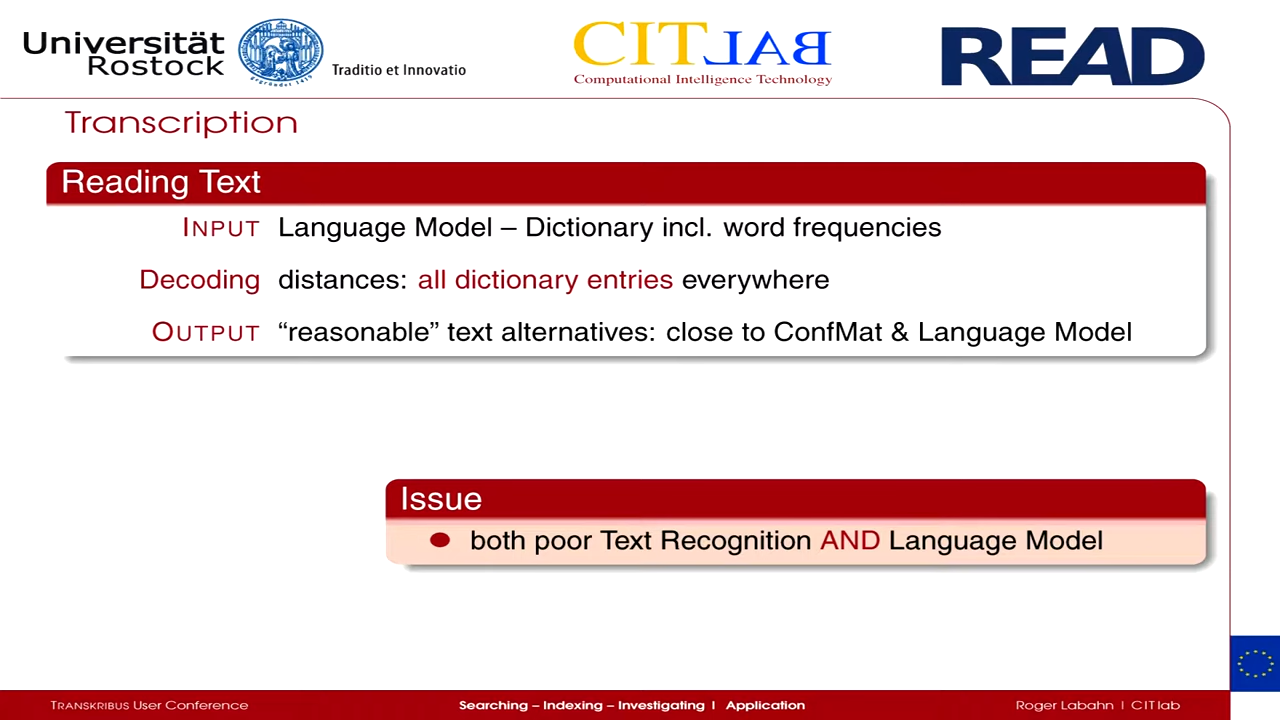 Universität
Rostock
Traditio et Innovatio
CITlab
Computational Intelligence Technology
READ
Transcription
Reading Text
INPUT Language Model – Dictionary incl. word frequencies
Decoding distances: all dictionary entries everywhere
OUTPUT “reasonable” text alternatives: close to ConfMat & Language Model
Issue
both poor Text Recognition AND Language Model
TRANSKRIBUS User Conference
Searching – Indexing – Investigating | Application
Roger Labahn | CITlab